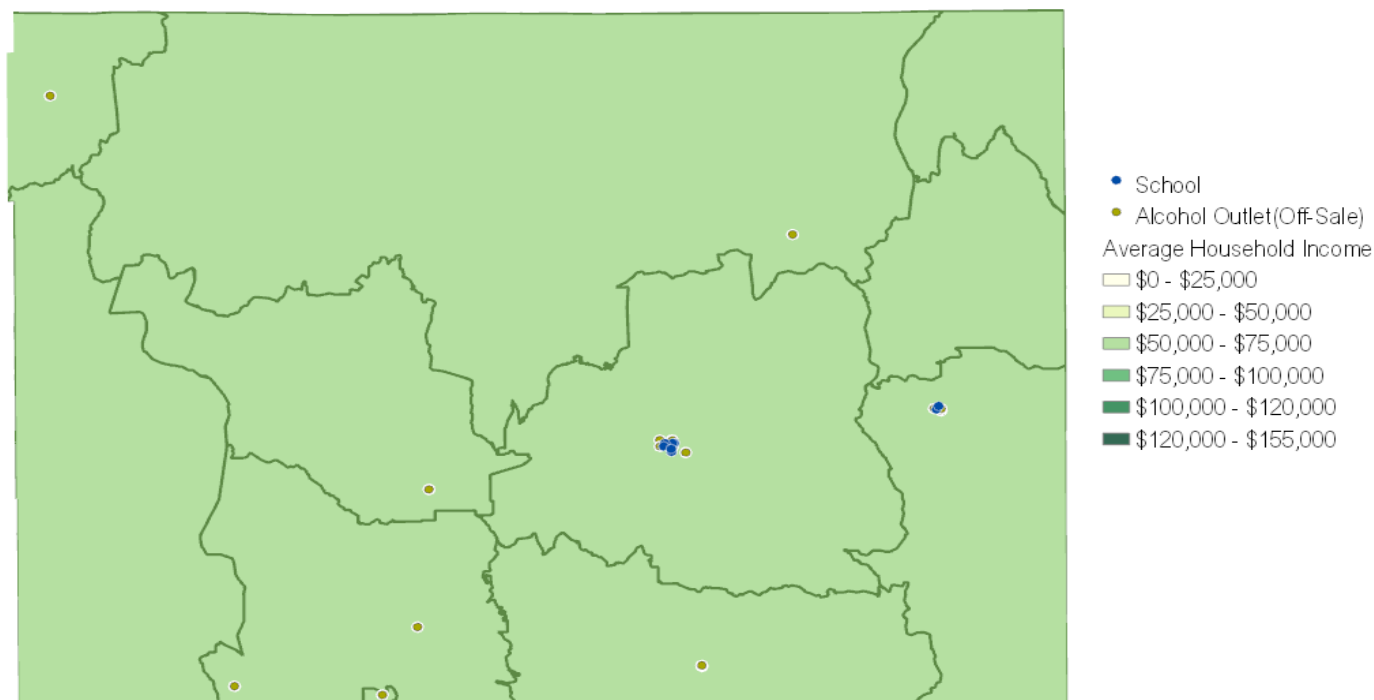 School
Alcohol Outlet(Off-Sale)
Average Household Income
$0 - $25,000
$25,000 - $50,000
$50,000 - $75,000
$75,000 - $100,000
$100,000 - $120,000
$120,000 - $155,000